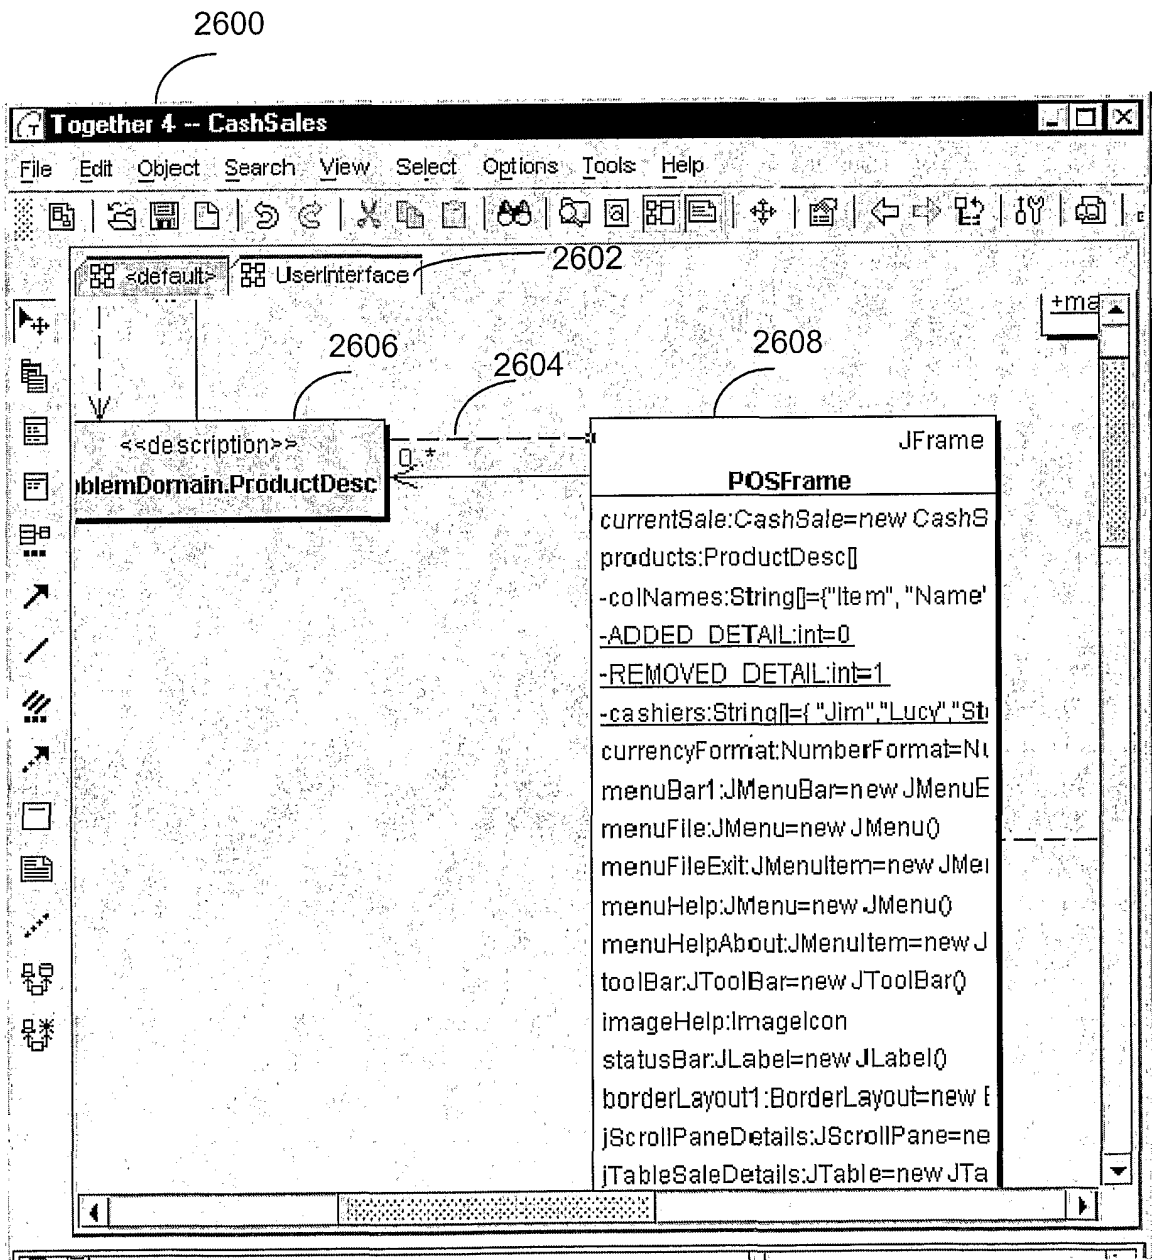 2600
Together 4 -- CashSales
File Edit Object Search View Select Options Tools Help
<default> UserInterface 2602
+ma
2606 2604 2608
<<description>>
oblemDomain.ProductDesc
0..*
JFrame
POSFrame
currentSale:CashSale=new CashS
products:ProductDesc[]
-colNames:String[]={"Item", "Name"
-ADDED_DETAIL:int=0
-REMOVED_DETAIL:int=1
-cashiers:String[]={ "Jim","Lucy","St
currencyFormat:NumberFormat=Nu
menuBar1:JMenuBar=new JMenuB
menuFile:JMenu=new JMenu()
menuFileExit:JMenuItem=new JMe
menuHelp:JMenu=new JMenu()
menuHelpAbout:JMenuItem=new J
toolBar:JToolBar=new JToolBar()
imageHelp:ImageIcon
statusBar:JLabel=new JLabel()
borderLayout1:BorderLayout=new B
jScrollPaneDetails:JScrollPane=ne
jTableSaleDetails:JTable=new JTa